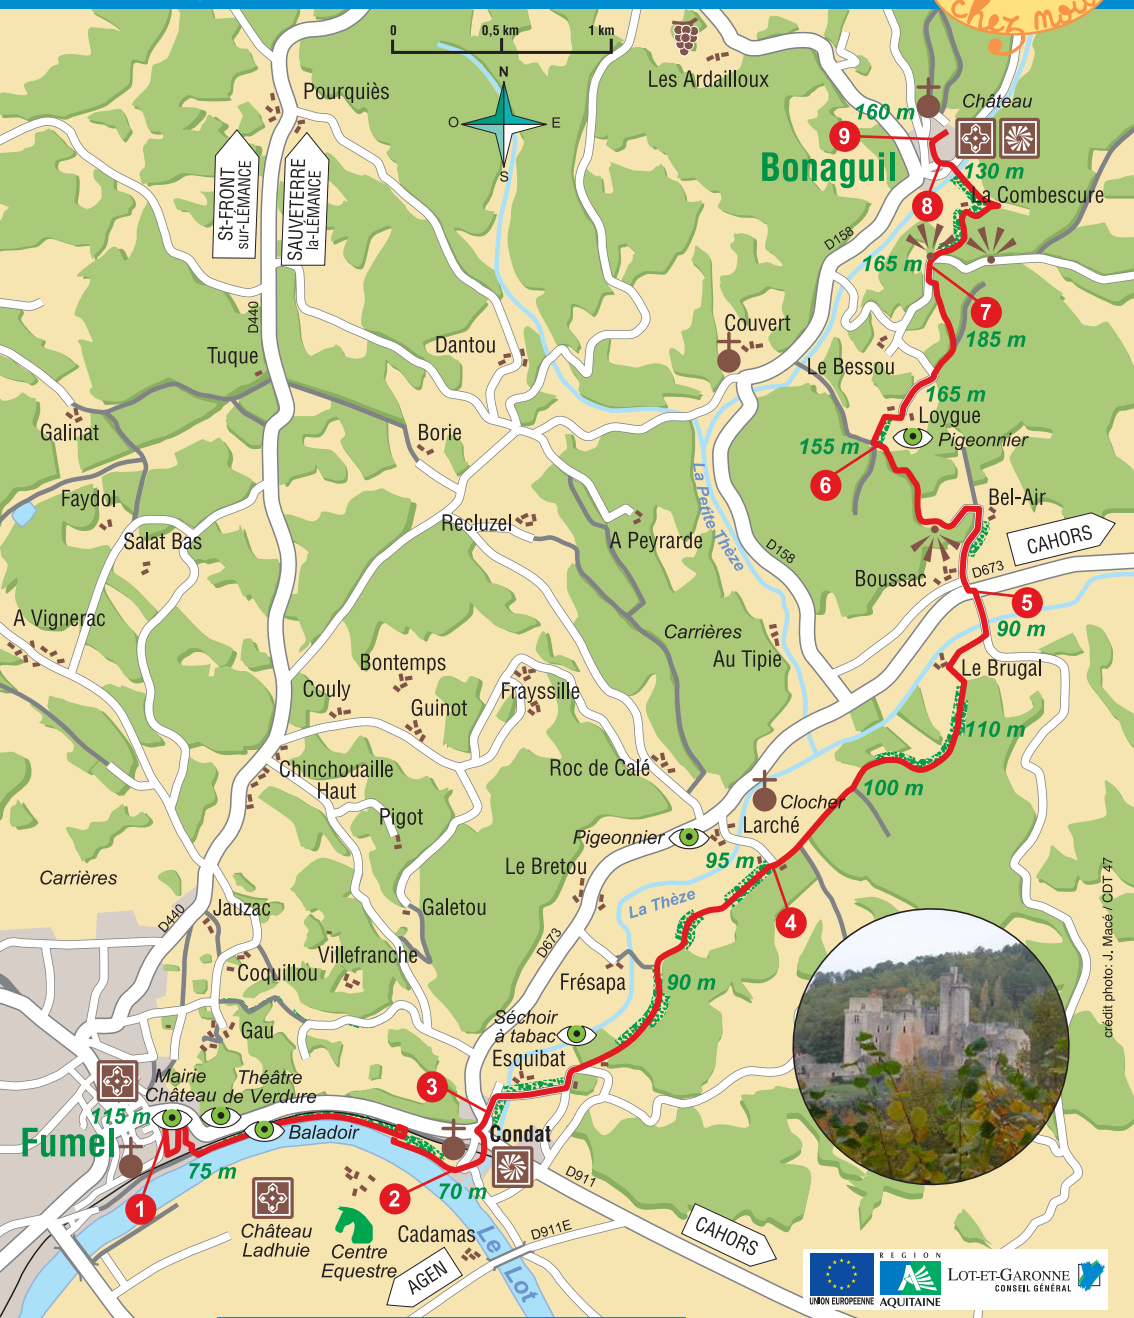 chez nous
0
0,5 km
1 km
N
O
E
S
Les Ardailloux
Pourquiès
St-FRONT
sur-LEMANCE
SAUVETERRE
la-LEMANCE
160 m
Château
9
Bonaguil
130 m
8
La Combescure
D158
165 m
7
185 m
D440
Tuque
Dantou
Couvert
Le Bessou
165 m
Loygue
Pigeonnier
155 m
6
Galinat
Borie
La Petite Thèze
Faydol
Salat Bas
Recluzel
A Peyrarde
D158
Bel-Air
CAHORS
Boussac
D673
5
90 m
A Vignerac
Carrières
Au Tipie
Le Brugal
Bontemps
Couly
Guinot
Frayssille
110 m
Chinchouaille
Haut
Roc de Calé
100 m
Pigot
Clocher
Larché
Pigeonnier
95 m
Le Bretou
Carrières
La Thèze
4
D440
Jauzac
Galetou
D673
Villefranche
Coquillou
Frésapa
90 m
Gau
Séchoir
à tabac
Esquibat
Mairie
Château
Théâtre
de Verdure
3
115 m
Fumel
Baladoir
Condat
75 m
1
2
70 m
D911
Château
Ladhuie
Centre
Equestre
Cadamas
Le Lot
D911E
AGEN
CAHORS
crédit photo: J. Macé / CDT 47
UNION EUROPEENNE
REGION
AQUITAINE
LOT-ET-GARONNE
CONSEIL GÉNÉRAL